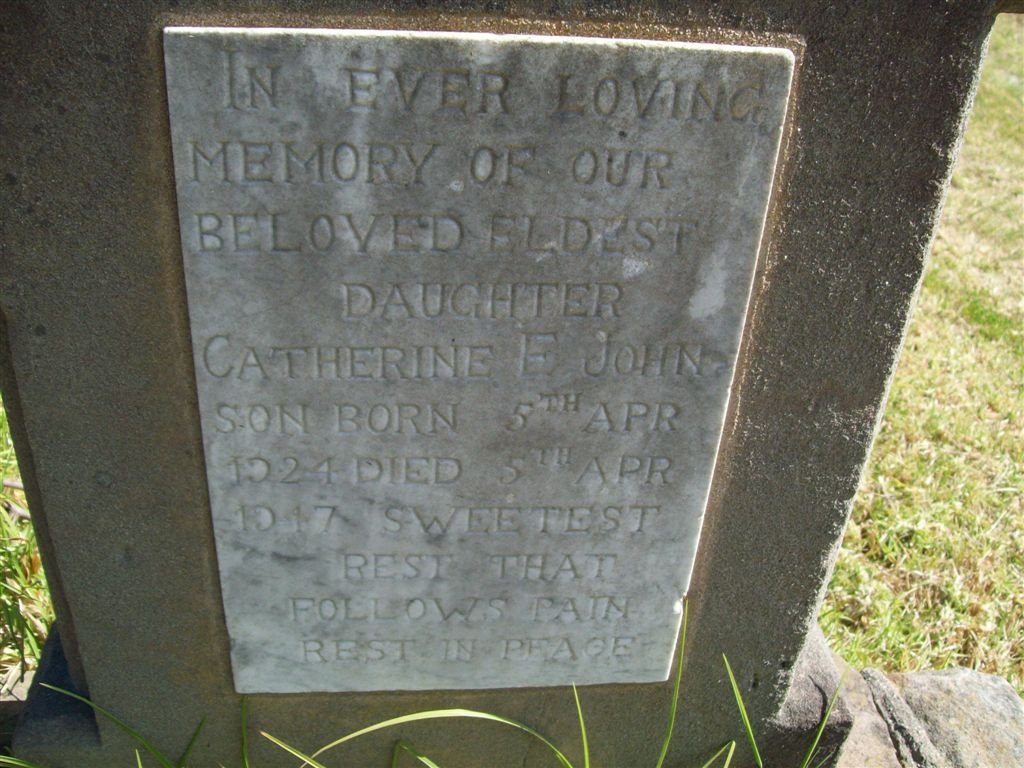 IN EVER LOVING
MEMORY OF OUR
BELOVED ELDEST
DAUGHTER
CATHERINE E JOHN-
SON BORN 5TH APR
1924 DIED 5TH APR
1947 SWEETEST
REST THAT
FOLLOWS PAIN
REST IN PEACE